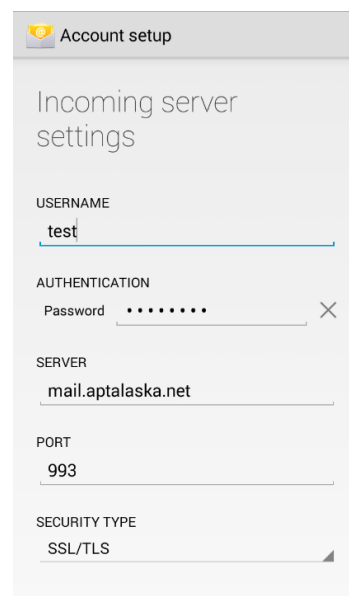 Account setup
Incoming server
settings
USERNAME
test
AUTHENTICATION
Password ••••••••
SERVER
mail.aptalaska.net
PORT
993
SECURITY TYPE
SSL/TLS